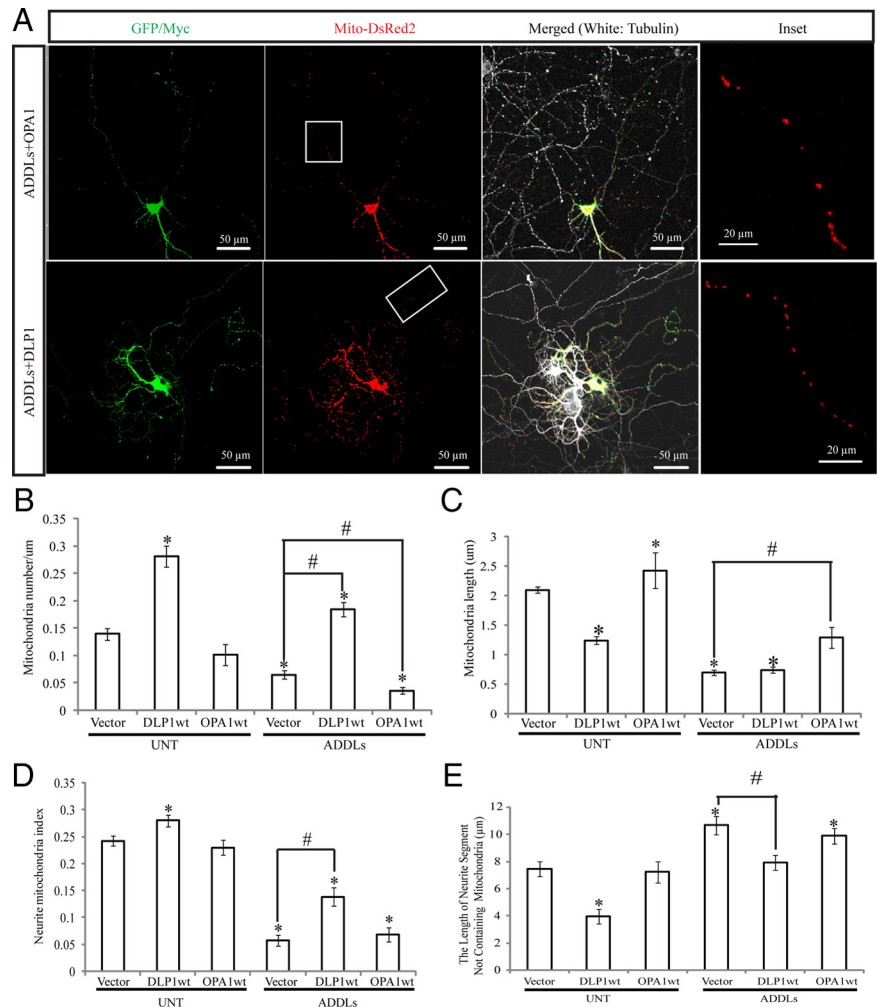 A
GFP/Myc Mito-DsRed2 Merged (White: Tubulin) Inset
ADDLs+OPA1
50 µm 50 µm 50 µm 20 µm
ADDLs+DLP1
50 µm 50 µm 50 µm 20 µm
B
Mitochondria number/um
0.35
0.3
0.25
0.2
0.15
0.1
0.05
0
* # # * * *
Vector DLP1wt OPA1wt Vector DLP1wt OPA1wt
UNT ADDLs
C
Mitochondria length (um)
3
2.5
2
1.5
1
0.5
0
* * # * *
Vector DLP1wt OPA1wt Vector DLP1wt OPA1wt
UNT ADDLs
D
Neurite mitochondria index
0.35
0.3
0.25
0.2
0.15
0.1
0.05
0
* # * * *
Vector DLP1wt OPA1wt Vector DLP1wt OPA1wt
UNT ADDLs
E
The Length of Neurite Segment
Not Containing Mitochondria (µm)
12
10
8
6
4
2
0
* # * *
Vector DLP1wt OPA1wt Vector DLP1wt OPA1wt
UNT ADDLs